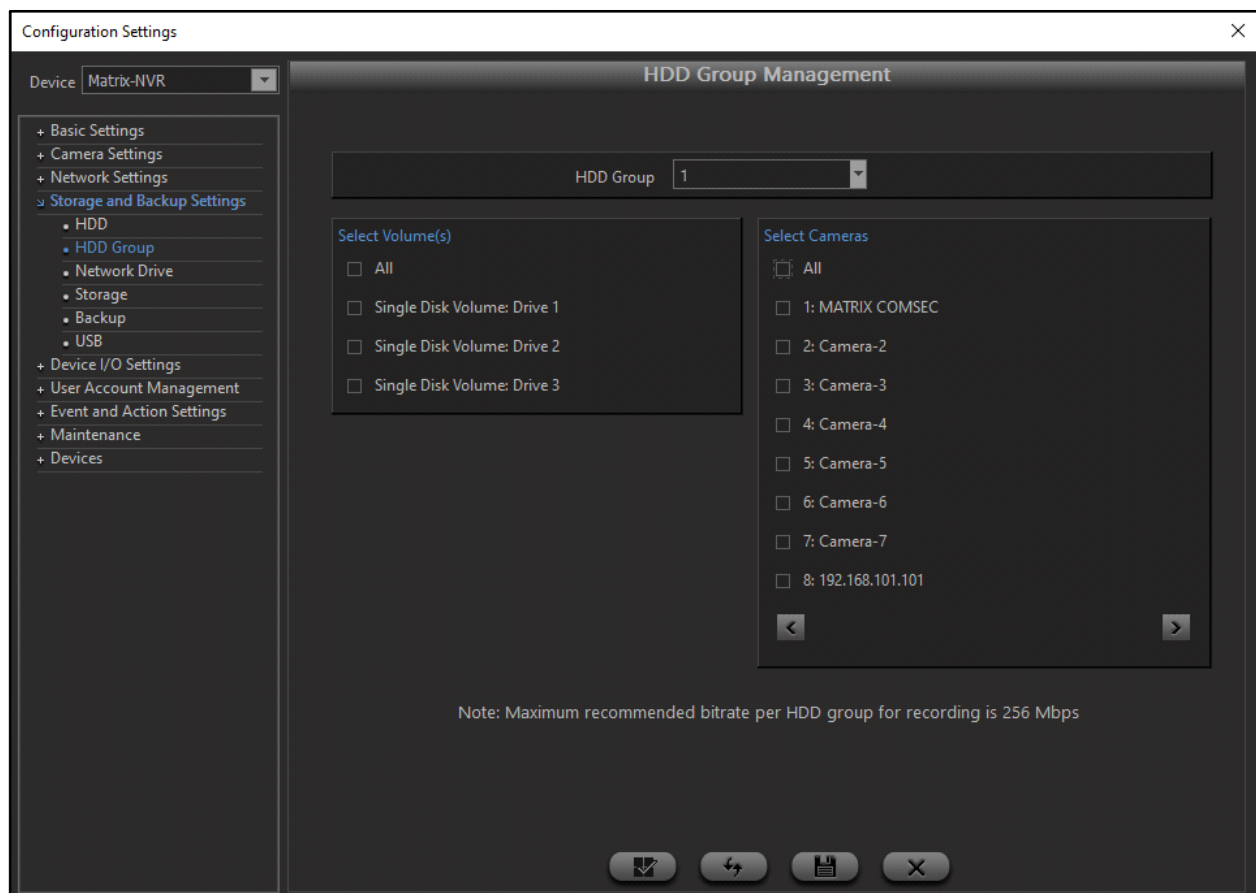 Configuration Settings
Device Matrix-NVR
+ Basic Settings
+ Camera Settings
+ Network Settings
Storage and Backup Settings
• HDD
• HDD Group
• Network Drive
• Storage
• Backup
• USB
+ Device I/O Settings
+ User Account Management
+ Event and Action Settings
+ Maintenance
+ Devices
HDD Group Management
HDD Group 1
Select Volume(s)
All
Single Disk Volume: Drive 1
Single Disk Volume: Drive 2
Single Disk Volume: Drive 3
Select Cameras
All
1: MATRIX COMSEC
2: Camera-2
3: Camera-3
4: Camera-4
5: Camera-5
6: Camera-6
7: Camera-7
8: 192.168.101.101
< >
Note: Maximum recommended bitrate per HDD group for recording is 256 Mbps